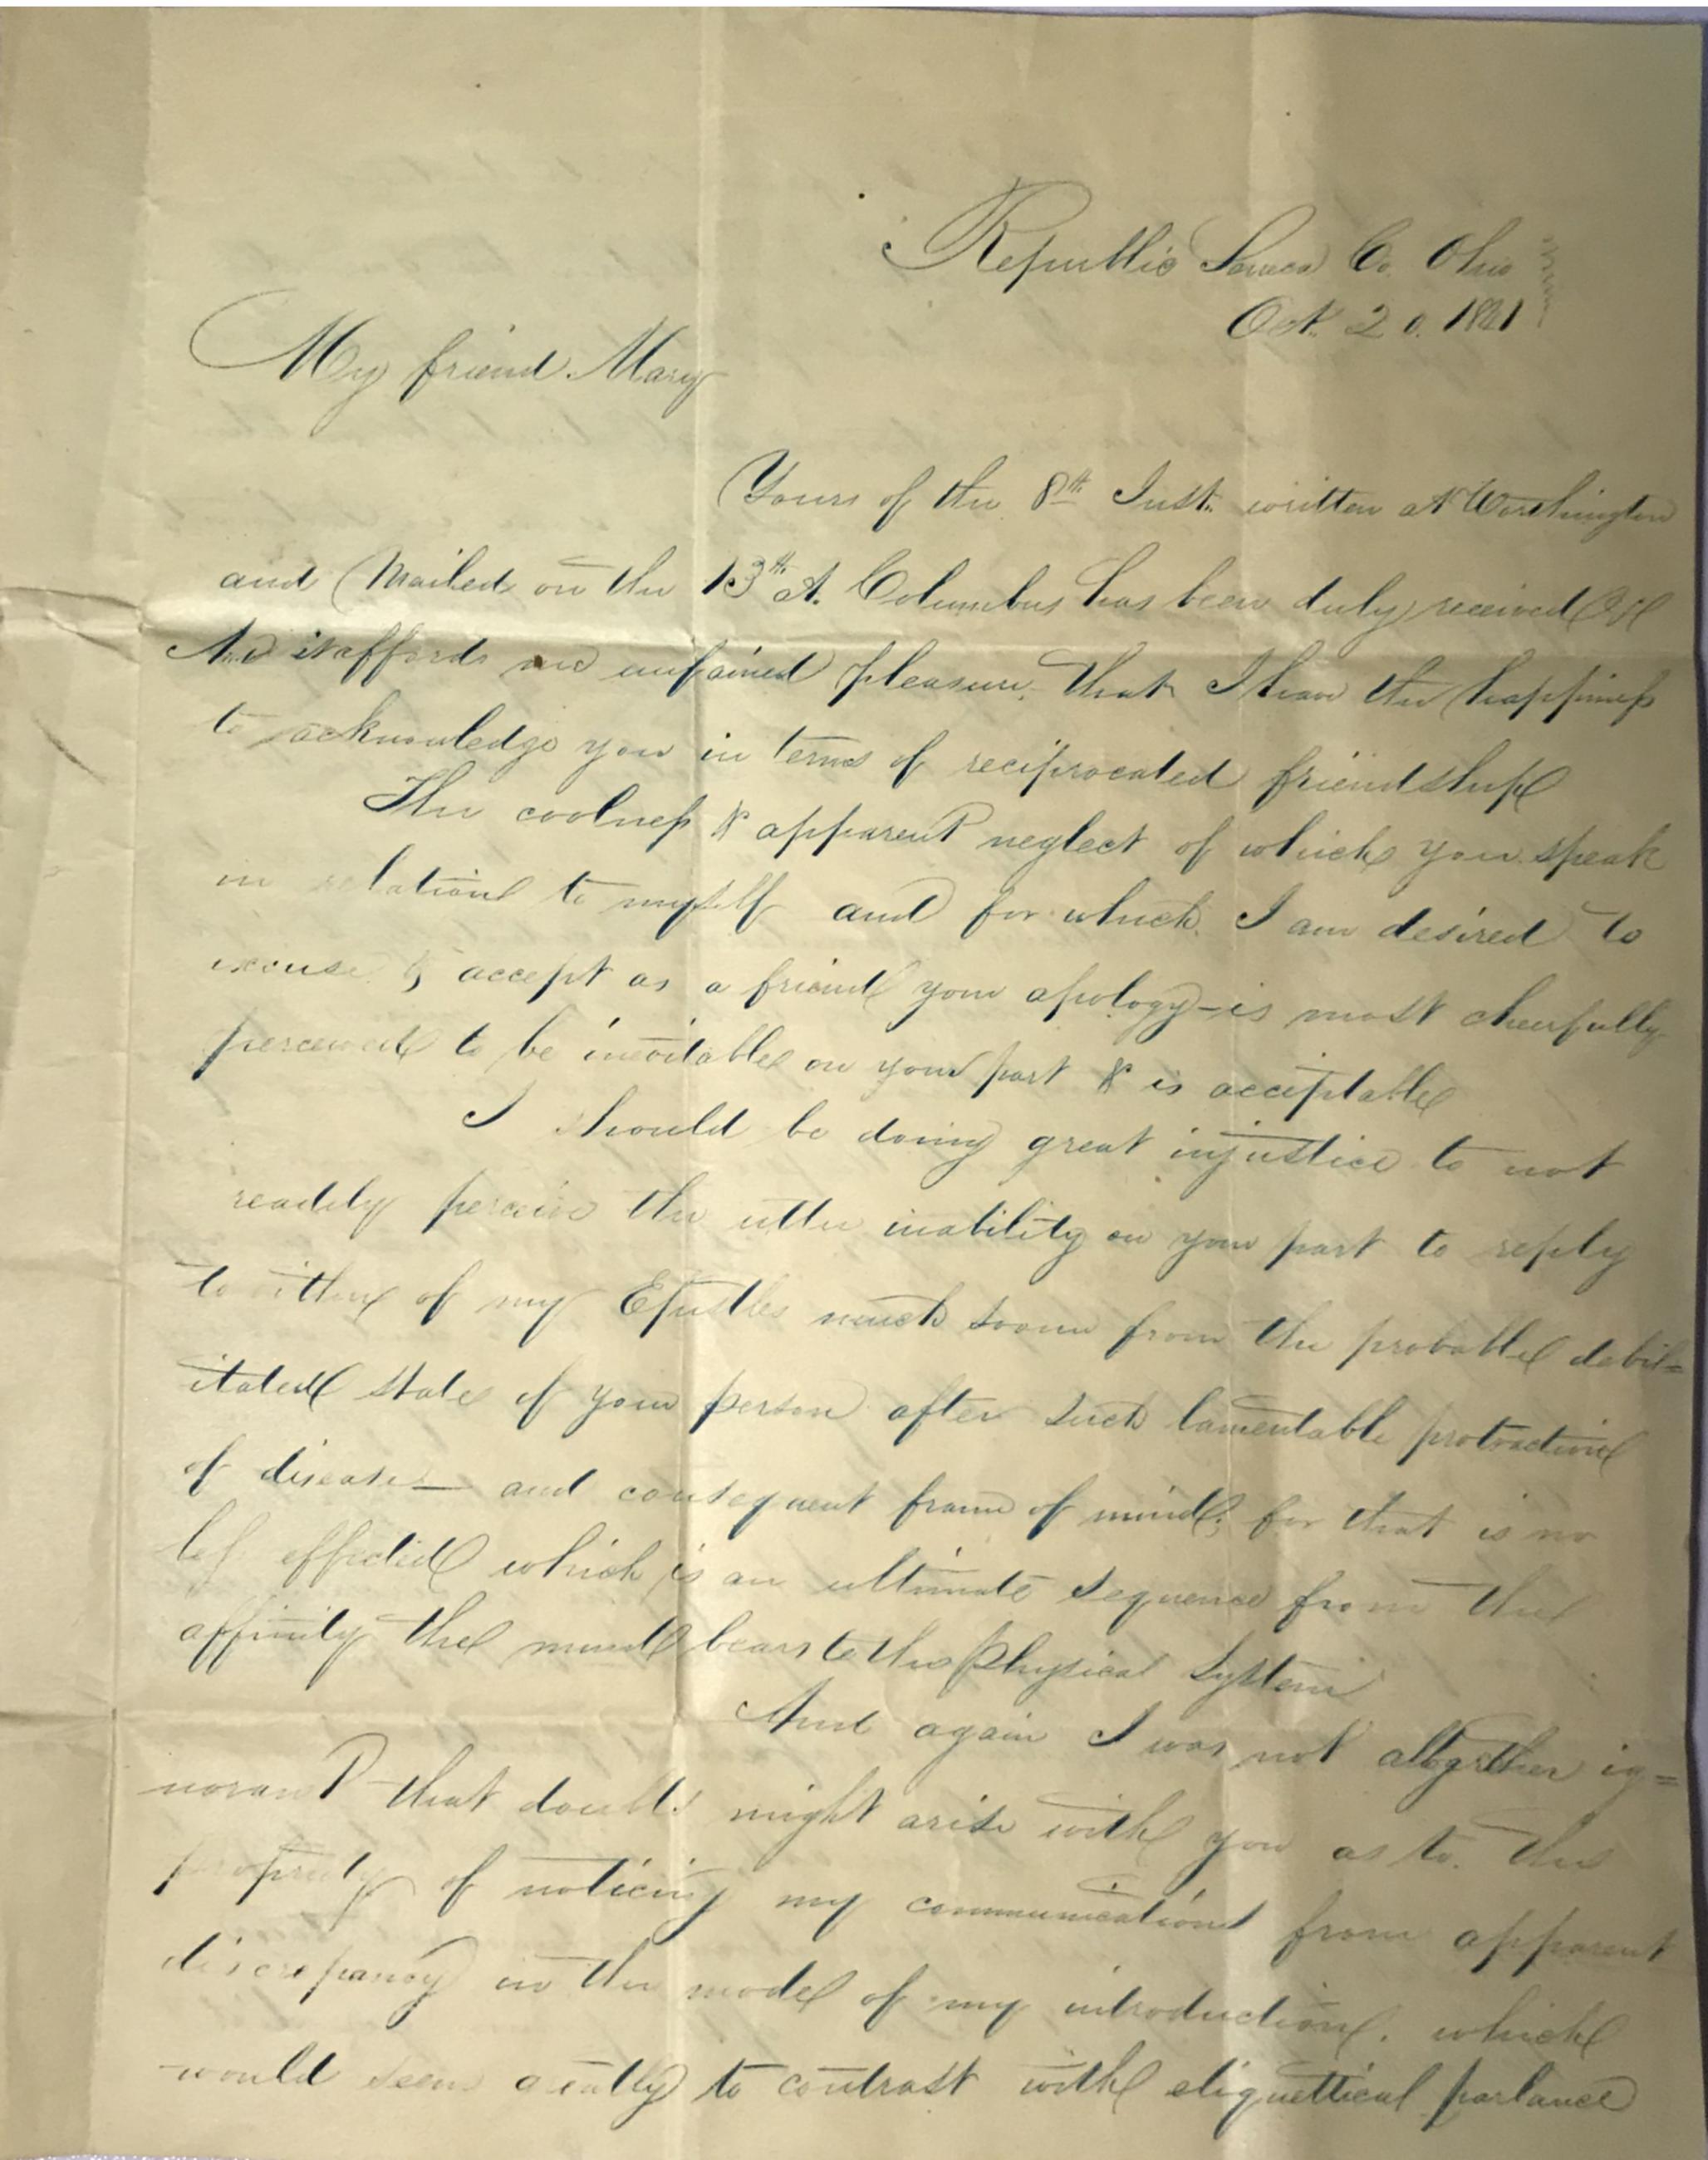 Republic Seneca Co. Ohio
Oct. 20. 1841
My friend Mary
Yours of the 8th Inst. written at Worthington
and Mailed on the 13th at Columbus has been duly received
And it affords me unfained pleasure, that I have the happiness
to acknowledge you in terms of reciprocated friendship
The coolness & apparent neglect of which you speak
in relation to myself and for which I am desired to
excuse & accept as a friend your apology – is most cheerfully
perceived to be inevitable on your part & is acceptable
I should be doing great injustice to not
readily perceive the utter inability on your part to reply
to either of my Epistles much sooner from the probable debil=
itated state of your person after such lamentable protraction
of disease — and consequent frame of mind; for that is no
less effected which is an ultimate sequence from the
affinity the mind bears to the Physical System
And again I was not altogether ig=
norant that doubts might arise with you as to the
propriety of noticing my communications from apparent
discrepancy in the mode of my introduction. which
would seem greatly to contrast with etiquettical parlance